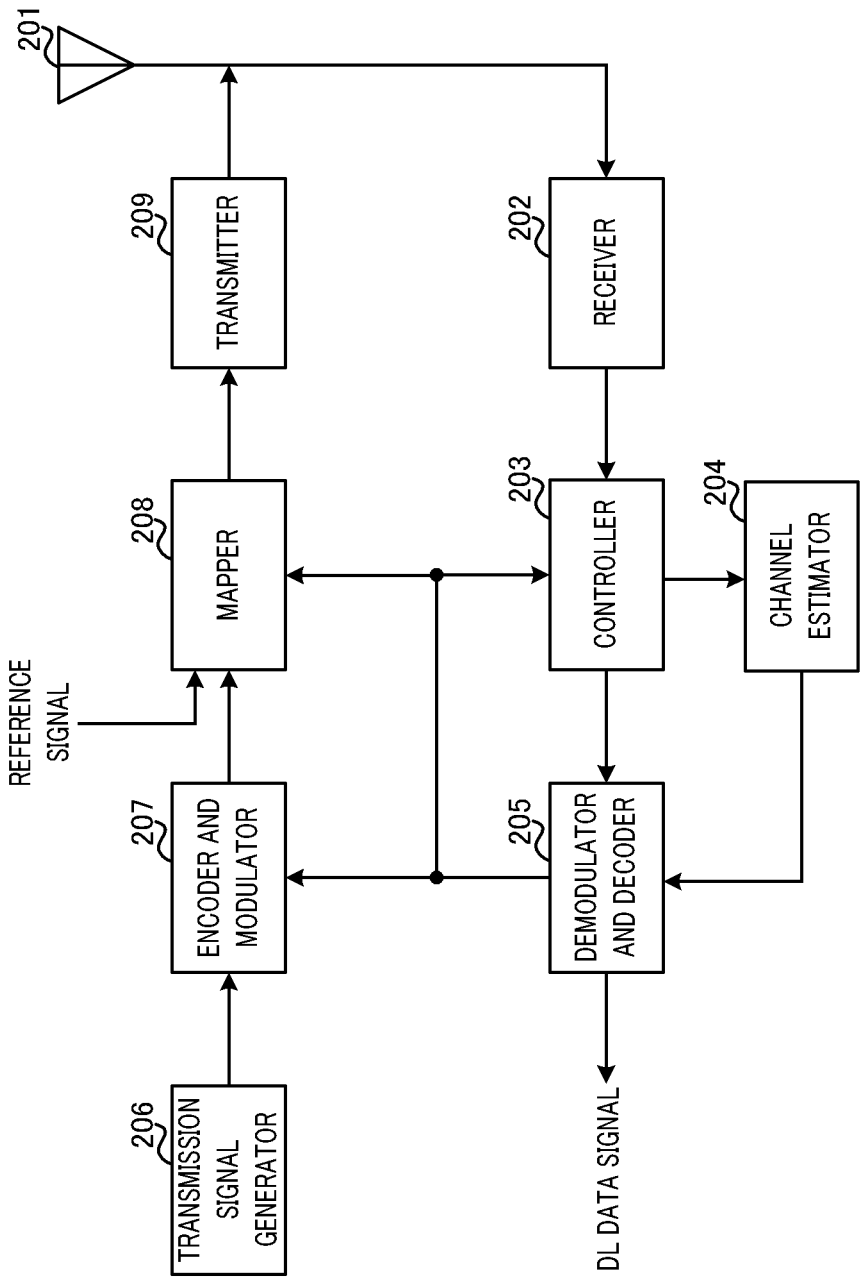 201
206
TRANSMISSION
SIGNAL
GENERATOR
207
ENCODER AND
MODULATOR
REFERENCE
SIGNAL
208
MAPPER
209
TRANSMITTER
DL DATA SIGNAL
205
DEMODULATOR
AND DECODER
203
CONTROLLER
202
RECEIVER
204
CHANNEL
ESTIMATOR